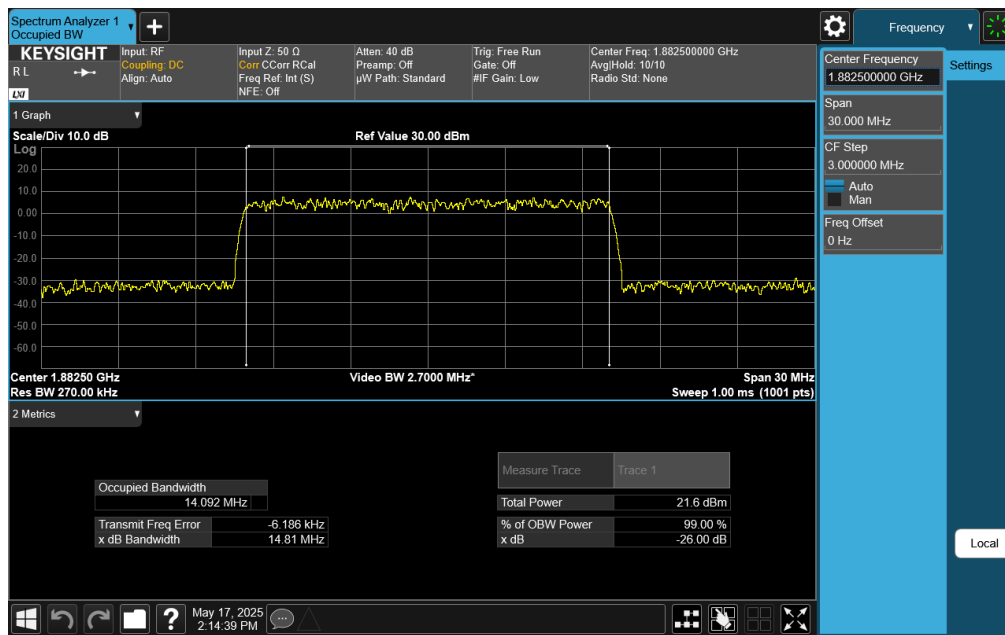 Spectrum Analyzer 1
Occupied BW
+
Frequency
KEYSIGHT
R L
LXI
Input: RF
Coupling: DC
Align: Auto
Input Z: 50 Ω
Corr CCorr RCal
Freq Ref: Int (S)
NFE: Off
Atten: 40 dB
Preamp: Off
µW Path: Standard
Trig: Free Run
Gate: Off
#IF Gain: Low
Center Freq: 1.882500000 GHz
Avg|Hold: 10/10
Radio Std: None
Center Frequency
1.882500000 GHz
Settings
Span
30.000 MHz
CF Step
3.000000 MHz
Auto
Man
Freq Offset
0 Hz
Local
1 Graph
Scale/Div 10.0 dB
Ref Value 30.00 dBm
Log
20.0
10.0
0.00
-10.0
-20.0
-30.0
-40.0
-50.0
-60.0
Center 1.88250 GHz
Video BW 2.7000 MHz*
Span 30 MHz
Res BW 270.00 kHz
Sweep 1.00 ms (1001 pts)
2 Metrics
Measure Trace Trace 1
Occupied Bandwidth
14.092 MHz
Total Power 21.6 dBm
Transmit Freq Error -6.186 kHz
% of OBW Power 99.00 %
x dB Bandwidth 14.81 MHz
x dB -26.00 dB
?
May 17, 2025
2:14:39 PM